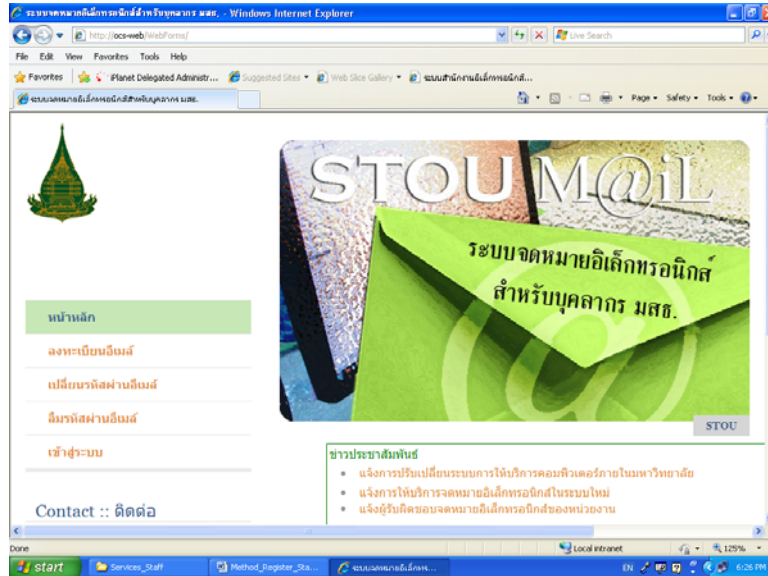 ระบบจดหมายอิเล็กทรอนิกส์สำหรับบุคลากร มสธ. - Windows Internet Explorer
http://ocs-web/WebForms/
Live Search
File Edit View Favorites Tools Help
Favorites iPlanet Delegated Administr... Suggested Sites Web Slice Gallery ระบบสำนักงานอิเล็กทรอนิกส์...
ระบบจดหมายอิเล็กทรอนิกส์สำหรับบุคลากร มสธ. Page Safety Tools
STOU M@iL
ระบบจดหมายอิเล็กทรอนิกส์
สำหรับบุคลากร มสธ.
STOU
หน้าหลัก
ลงทะเบียนอีเมล์
เปลี่ยนรหัสผ่านอีเมล์
ลืมรหัสผ่านอีเมล์
เข้าสู่ระบบ
Contact :: ติดต่อ
ข่าวประชาสัมพันธ์
แจ้งการปรับเปลี่ยนระบบการให้บริการคอมพิวเตอร์ภายในมหาวิทยาลัย
แจ้งการให้บริการจดหมายอิเล็กทรอนิกส์ในระบบใหม่
แจ้งผู้รับผิดชอบจดหมายอิเล็กทรอนิกส์ของหน่วยงาน
Done Local intranet 125%
start Services_Staff Method_Register_Sta... ระบบจดหมายอิเล็กทร... EN 6:26 PM